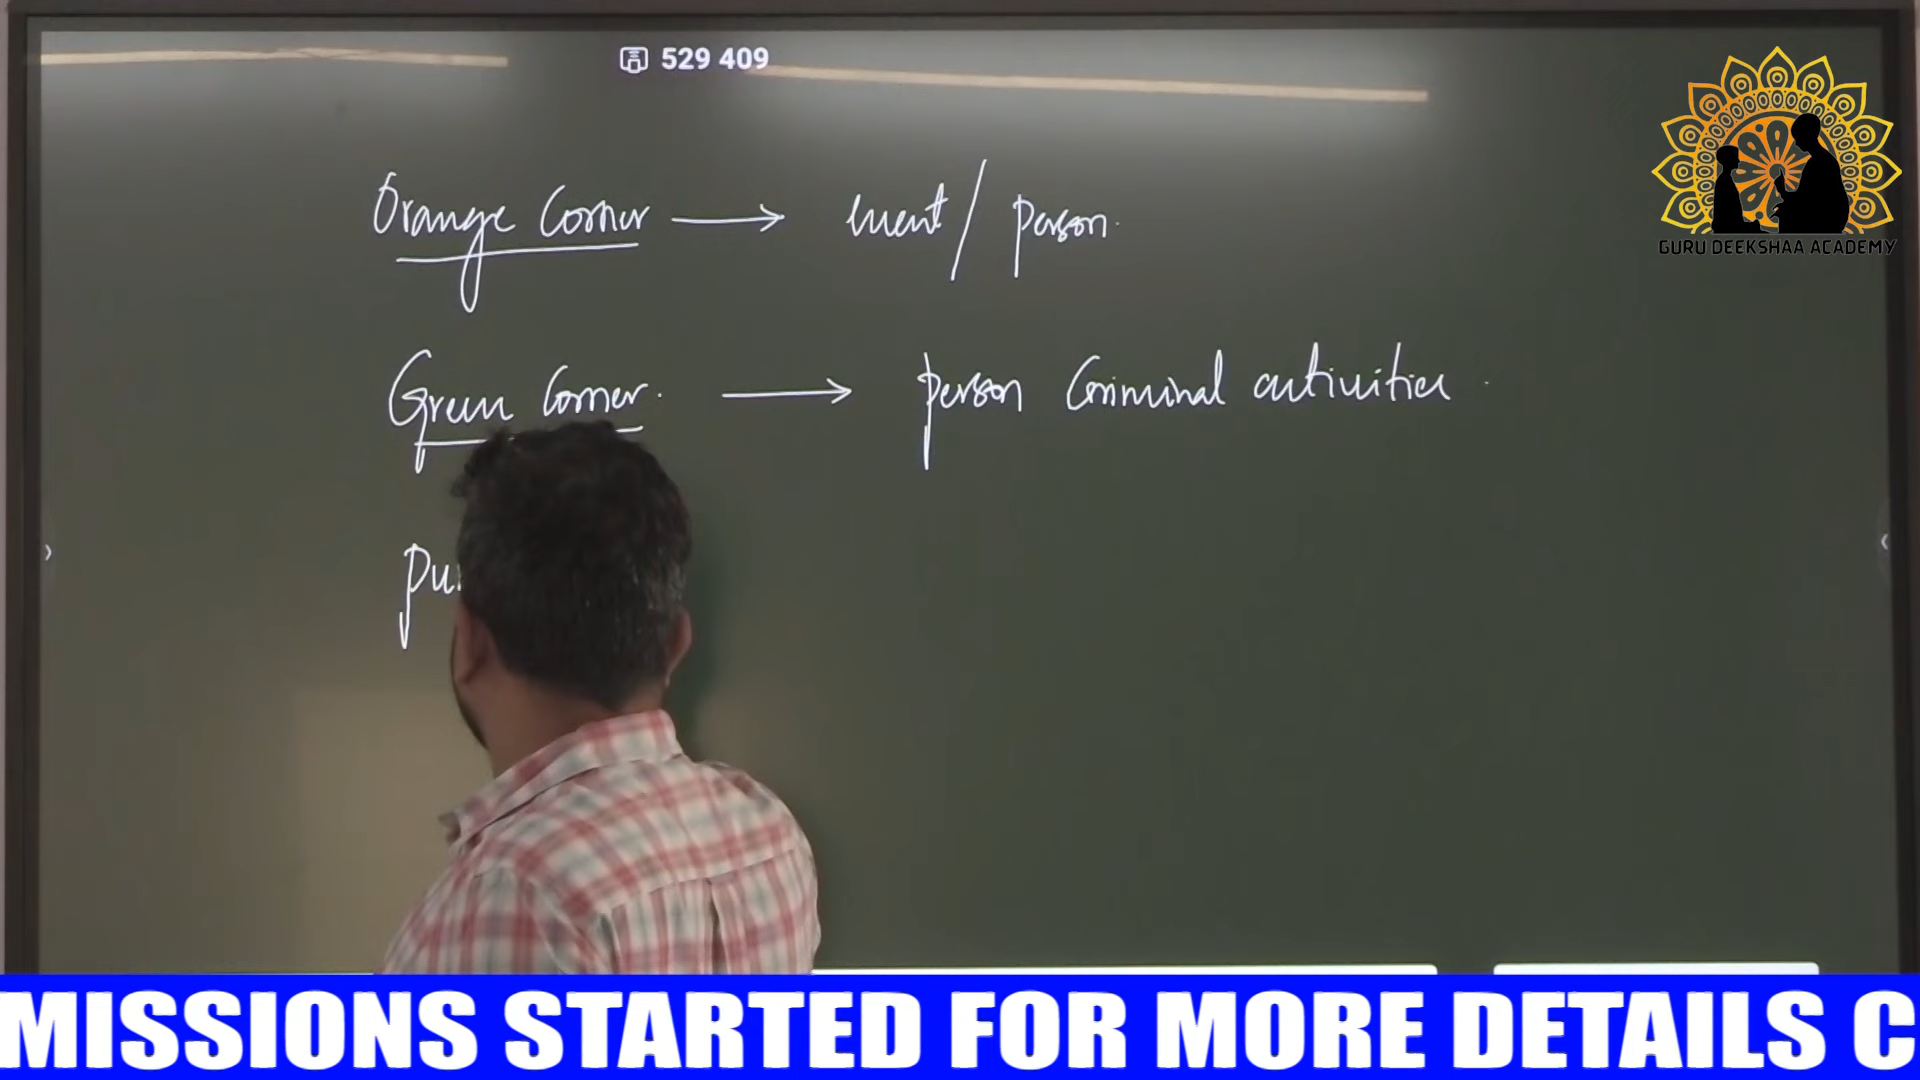 529 409
Orange Corner → event / person.
GURU DEEKSHAA ACADEMY
Green Corner. → person Criminal activities.
pu
MISSIONS STARTED FOR MORE DETAILS C